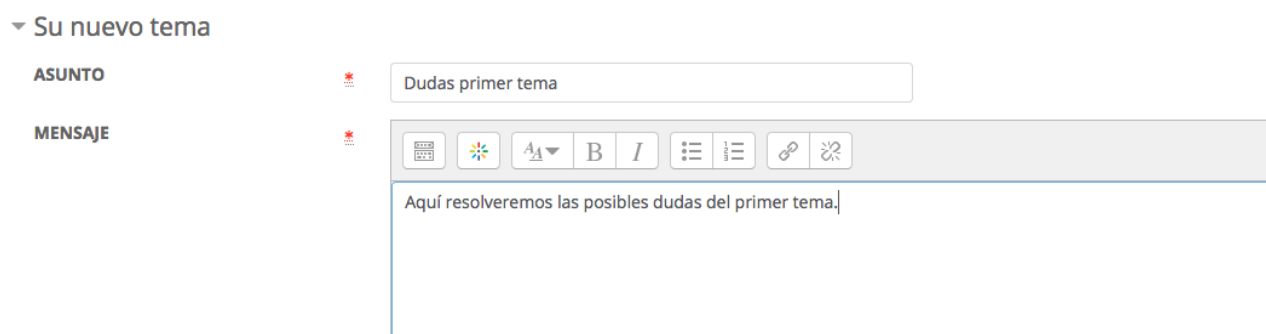 Su nuevo tema
ASUNTO * Dudas primer tema
MENSAJE *
Aquí resolveremos las posibles dudas del primer tema.